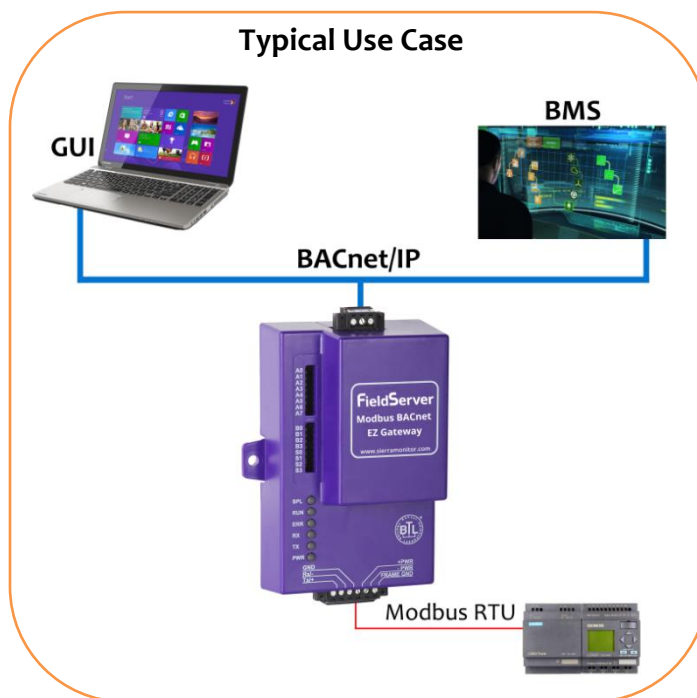 Typical Use Case
GUI
BMS
BACnet/IP
A0
A1
A2
A3
A4
A5
A6
A7
B0
B1
B2
B3
S0
S1
S2
S3
FieldServer
Modbus BACnet
EZ Gateway
www.sierramonitor.com
SPL
RUN
ERR
RX
TX
PWR
BTL
GND
+PWR
-PWR
FRAME GND
Modbus RTU
SIEMENS